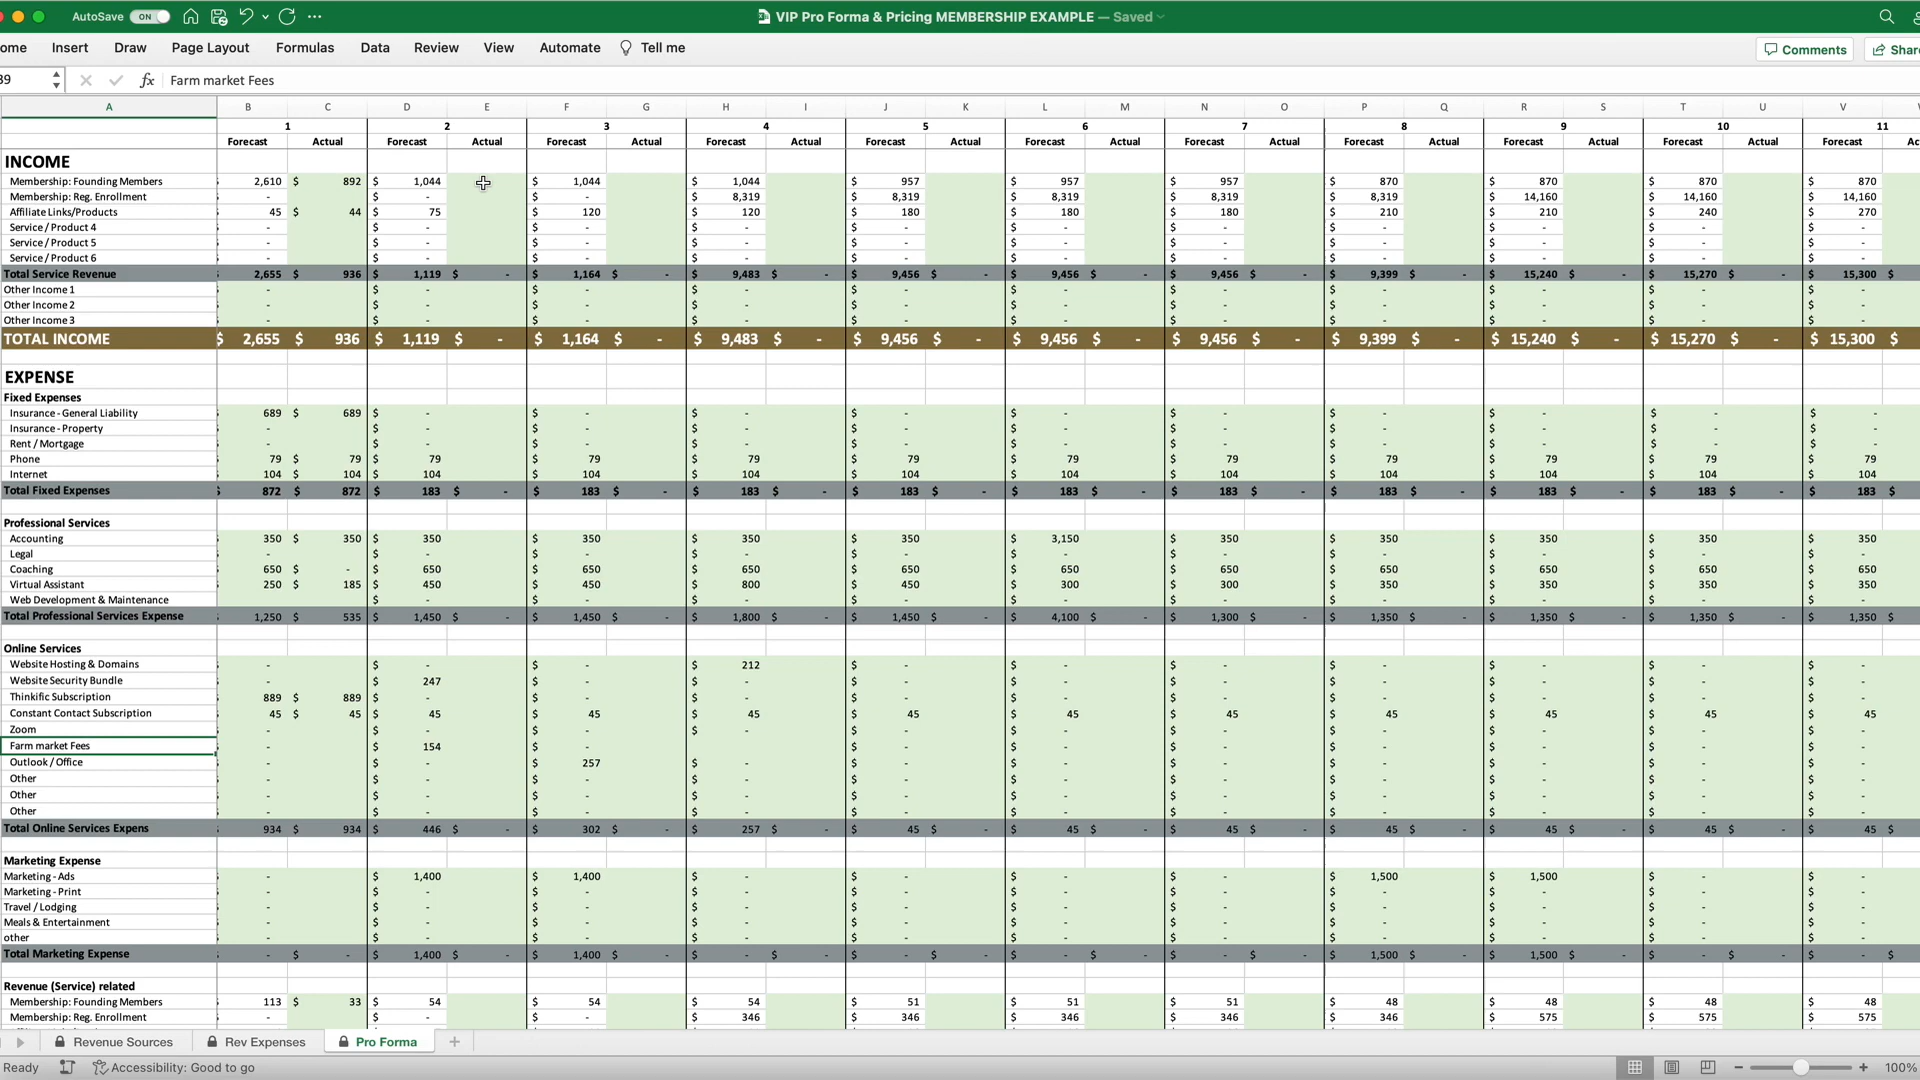 AutoSave ON VIP Pro Forma & Pricing MEMBERSHIP EXAMPLE — Saved
ome Insert Draw Page Layout Formulas Data Review View Automate Tell me Comments Shar
39 fx Farm market Fees
A B C D E F G H I J K L M N O P Q R S T U V
1 2 3 4 5 6 7 8 9 10 11
Forecast Actual Forecast Actual Forecast Actual Forecast Actual Forecast Actual Forecast Actual Forecast Actual Forecast Actual Forecast Actual Forecast Actual Forecast Ac
INCOME
Membership: Founding Members 2,610 $ 892 $ 1,044 $ 1,044 $ 1,044 $ 957 $ 957 $ 957 $ 870 $ 870 $ 870 $ 870
Membership: Reg. Enrollment - $ - $ - $ 8,319 $ 8,319 $ 8,319 $ 8,319 $ 8,319 $ 14,160 $ 14,160 $ 14,160
Affiliate Links/Products 45 $ 44 $ 75 $ 120 $ 120 $ 180 $ 180 $ 180 $ 210 $ 210 $ 240 $ 270
Service / Product 4 - $ - $ - $ - $ - $ - $ - $ - $ - $ - $ -
Service / Product 5 - $ - $ - $ - $ - $ - $ - $ - $ - $ - $ -
Service / Product 6 - $ - $ - $ - $ - $ - $ - $ - $ - $ - $ -
Total Service Revenue 2,655 $ 936 $ 1,119 $ - $ 1,164 $ - $ 9,483 $ - $ 9,456 $ - $ 9,456 $ - $ 9,456 $ - $ 9,399 $ - $ 15,240 $ - $ 15,270 $ - $ 15,300 $
Other Income 1 - $ - $ - $ - $ - $ - $ - $ - $ - $ - $ -
Other Income 2 - $ - $ - $ - $ - $ - $ - $ - $ - $ - $ -
Other Income 3 - $ - $ - $ - $ - $ - $ - $ - $ - $ - $ -
TOTAL INCOME $ 2,655 $ 936 $ 1,119 $ - $ 1,164 $ - $ 9,483 $ - $ 9,456 $ - $ 9,456 $ - $ 9,456 $ - $ 9,399 $ - $ 15,240 $ - $ 15,270 $ - $ 15,300 $
EXPENSE
Fixed Expenses
Insurance - General Liability 689 $ 689 $ - $ - $ - $ - $ - $ - $ - $ - $ - $ -
Insurance - Property - $ - $ - $ - $ - $ - $ - $ - $ - $ - $ -
Rent / Mortgage - $ - $ - $ - $ - $ - $ - $ - $ - $ - $ -
Phone 79 $ 79 $ 79 $ 79 $ 79 $ 79 $ 79 $ 79 $ 79 $ 79 $ 79 $ 79
Internet 104 $ 104 $ 104 $ 104 $ 104 $ 104 $ 104 $ 104 $ 104 $ 104 $ 104 $ 104
Total Fixed Expenses $ 872 $ 872 $ 183 $ - $ 183 $ - $ 183 $ - $ 183 $ - $ 183 $ - $ 183 $ - $ 183 $ - $ 183 $ - $ 183 $ - $ 183 $
Professional Services
Accounting 350 $ 350 $ 350 $ 350 $ 350 $ 350 $ 3,150 $ 350 $ 350 $ 350 $ 350 $ 350
Legal - $ - $ - $ - $ - $ - $ - $ - $ - $ - $ -
Coaching 650 $ - $ 650 $ 650 $ 650 $ 650 $ 650 $ 650 $ 650 $ 650 $ 650 $ 650
Virtual Assistant 250 $ 185 $ 450 $ 450 $ 800 $ 450 $ 300 $ 300 $ 350 $ 350 $ 350 $ 350
Web Development & Maintenance $ - $ - $ - $ - $ - $ - $ - $ - $ - $ -
Total Professional Services Expense 1,250 $ 535 $ 1,450 $ - $ 1,450 $ - $ 1,800 $ - $ 1,450 $ - $ 4,100 $ - $ 1,300 $ - $ 1,350 $ - $ 1,350 $ - $ 1,350 $ - $ 1,350 $
Online Services
Website Hosting & Domains - $ - $ - $ 212 $ - $ - $ - $ - $ - $ - $ -
Website Security Bundle - $ 247 $ - $ - $ - $ - $ - $ - $ - $ - $ -
Thinkific Subscription 889 $ 889 $ - $ - $ - $ - $ - $ - $ - $ - $ - $ -
Constant Contact Subscription 45 $ 45 $ 45 $ 45 $ 45 $ 45 $ 45 $ 45 $ 45 $ 45 $ 45 $ 45
Zoom - $ - $ - $ - $ - $ - $ - $ - $ - $ - $ -
Farm market Fees - $ 154 $ - $ - $ - $ - $ - $ - $ - $ -
Outlook / Office - $ - $ 257 $ - $ - $ - $ - $ - $ - $ - $ -
Other - $ - $ - $ - $ - $ - $ - $ - $ - $ - $ -
Other - $ - $ - $ - $ - $ - $ - $ - $ - $ - $ -
Other - $ - $ - $ - $ - $ - $ - $ - $ - $ - $ -
Total Online Services Expens 934 $ 934 $ 446 $ - $ 302 $ - $ 257 $ - $ 45 $ - $ 45 $ - $ 45 $ - $ 45 $ - $ 45 $ - $ 45 $ - $ 45 $
Marketing Expense
Marketing - Ads - $ 1,400 $ 1,400 $ - $ - $ - $ - $ 1,500 $ 1,500 $ - $ -
Marketing - Print - $ - $ - $ - $ - $ - $ - $ - $ - $ - $ -
Travel / Lodging - $ - $ - $ - $ - $ - $ - $ - $ - $ - $ -
Meals & Entertainment - $ - $ - $ - $ - $ - $ - $ - $ - $ - $ -
other - $ - $ - $ - $ - $ - $ - $ - $ - $ - $ -
Total Marketing Expense - $ - $ 1,400 $ - $ 1,400 $ - $ - $ - $ - $ - $ - $ - $ - $ - $ 1,500 $ - $ 1,500 $ - $ - $ - $ - $
Revenue (Service) related
Membership: Founding Members 113 $ 33 $ 54 $ 54 $ 54 $ 51 $ 51 $ 51 $ 48 $ 48 $ 48 $ 48
Membership: Reg. Enrollment - $ - $ - $ 346 $ 346 $ 346 $ 346 $ 346 $ 575 $ 575 $ 575
Revenue Sources Rev Expenses Pro Forma +
Ready Accessibility: Good to go 100%